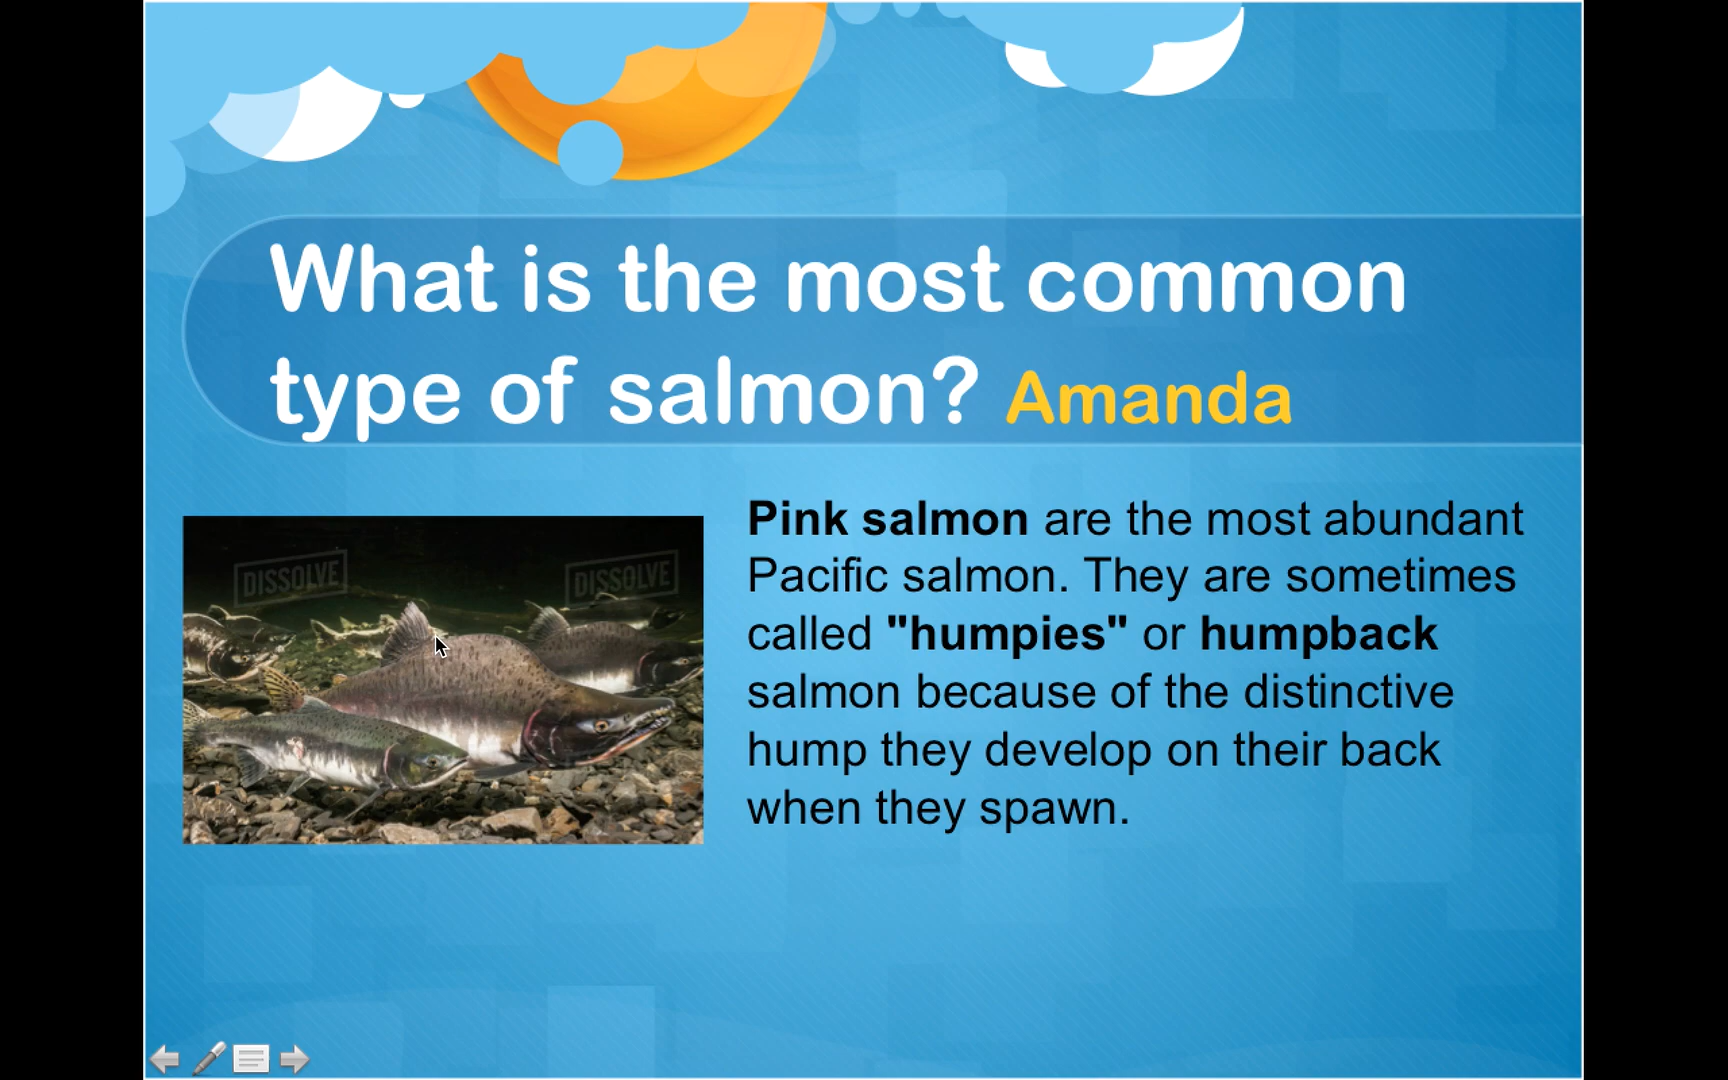 What is the most common
type of salmon? Amanda
DISSOLVE
DISSOLVE
Pink salmon are the most abundant
Pacific salmon. They are sometimes
called "humpies" or humpback
salmon because of the distinctive
hump they develop on their back
when they spawn.